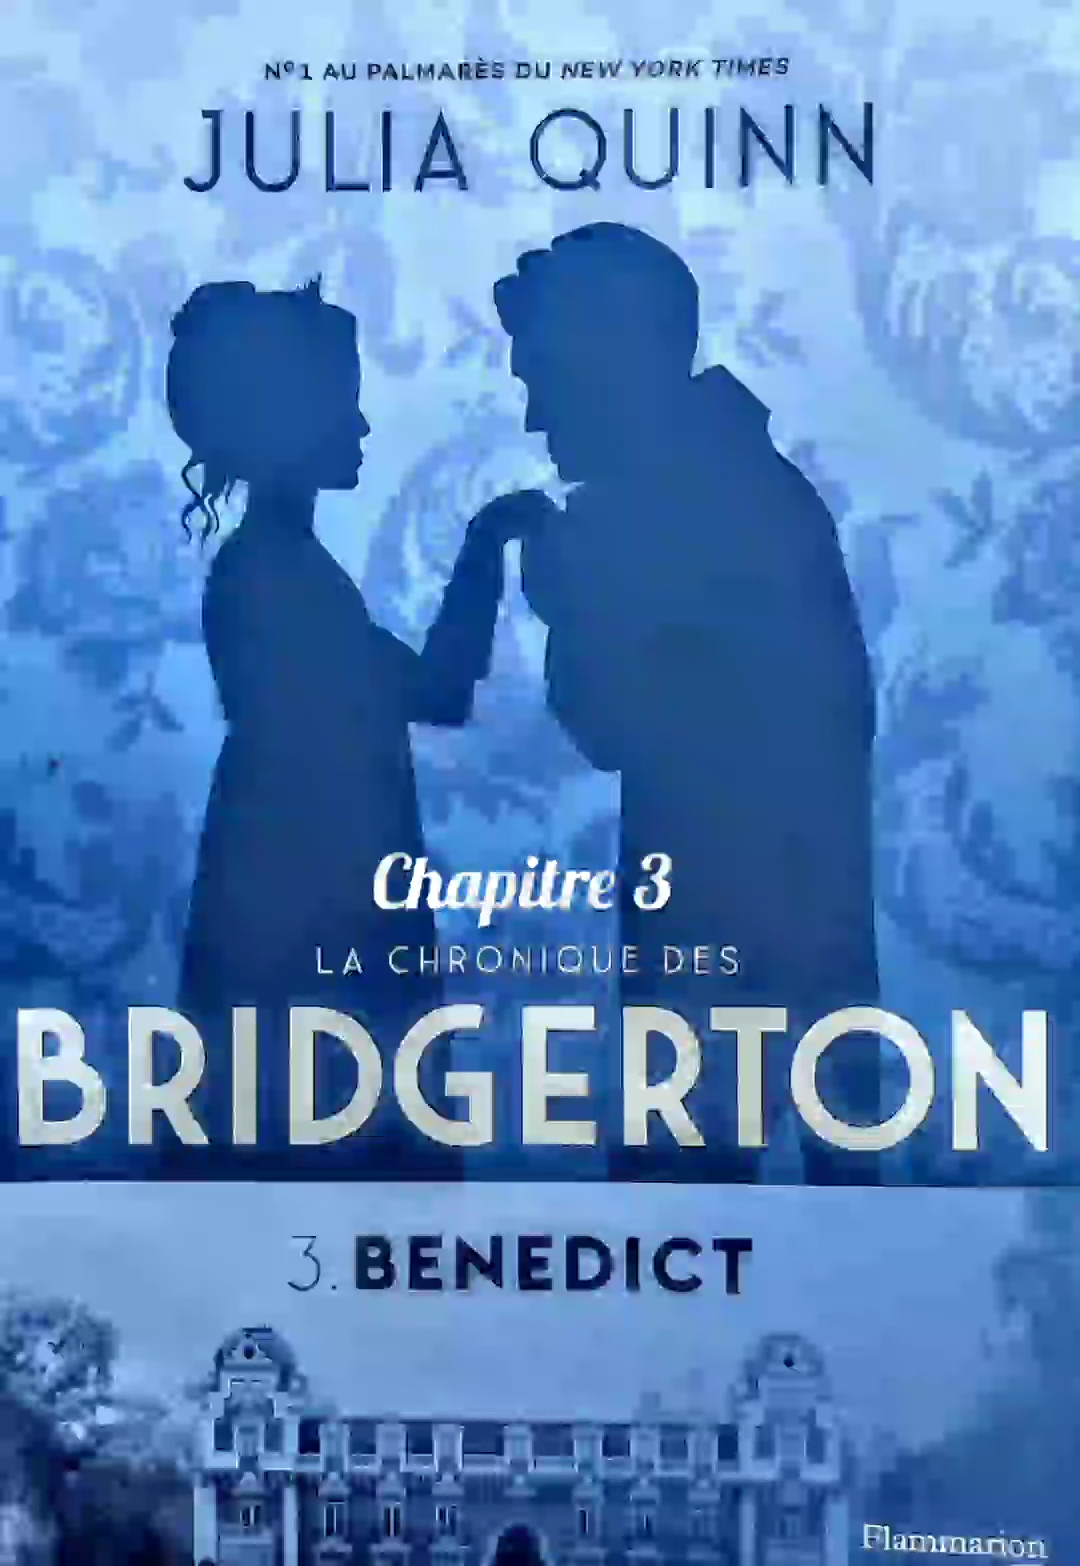 N°1 AU PALMARÈS DU NEW YORK TIMES
JULIA QUINN
Chapitre 3
LA CHRONIQUE DES
BRIDGERTON
3. BENEDICT
Flammarion